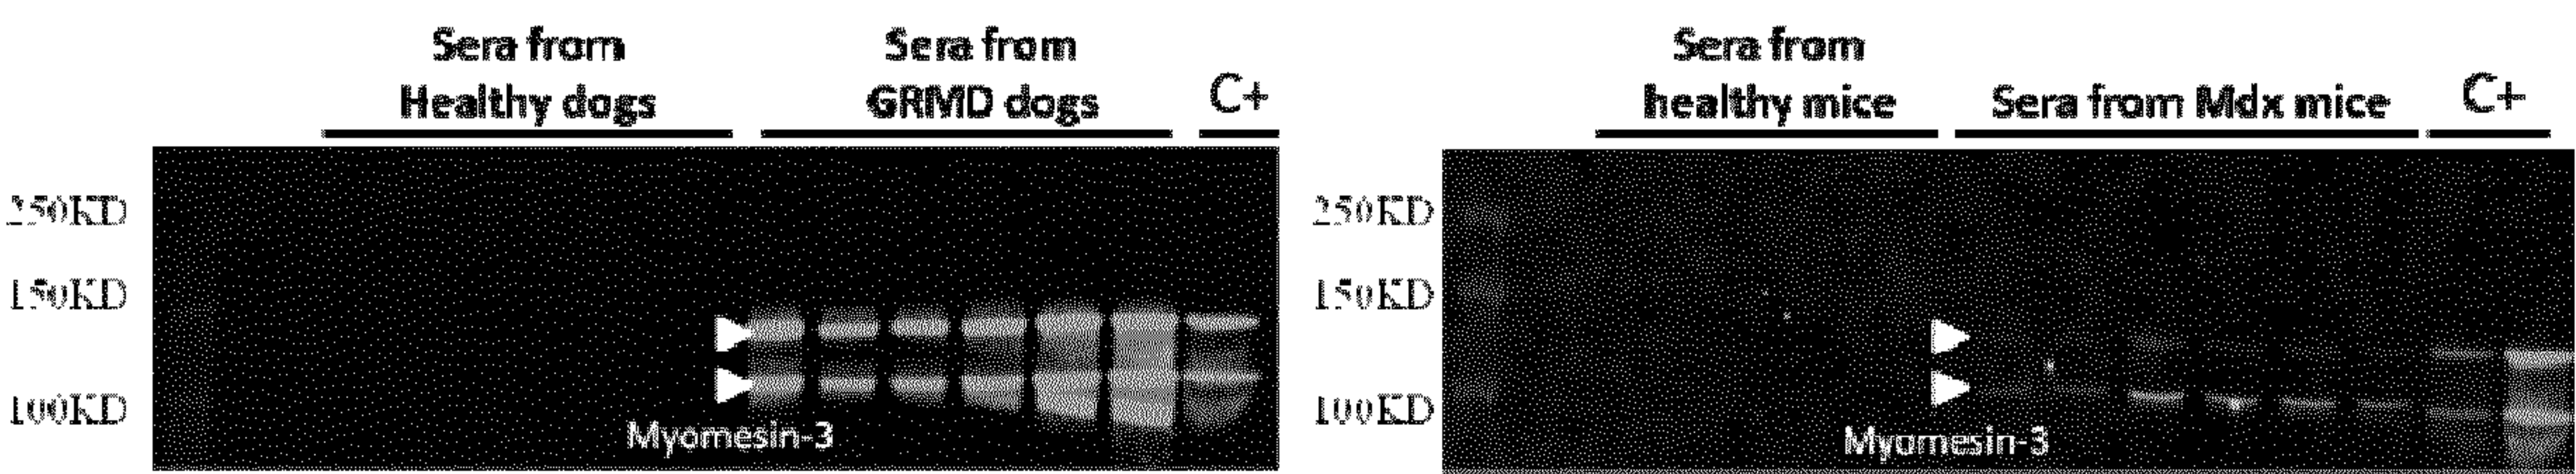 Sera from
Healthy dogs
Sera from
GRMD dogs
C+
250KD
150KD
100KD
Myomesin-3
Sera from
healthy mice
Sera from Mdx mice
C+
250KD
150KD
100KD
Myomesin-3